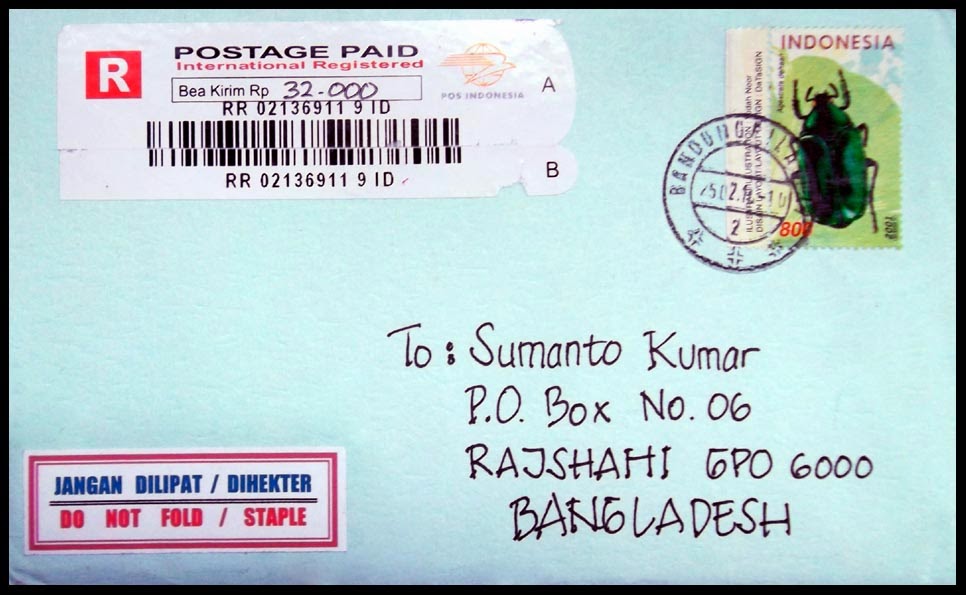 R
POSTAGE PAID
International Registered
Bea Kirim Rp 32-000
RR 02136911 9 ID
POS INDONESIA
A
B
RR 02136911 9 ID
INDONESIA
BANDUNG
2
800
2001
To : Sumanto Kumar
P.O. Box No. 06
RAJSHAHI GPO 6000
BANGLADESH
JANGAN DILIPAT / DIHEKTER
DO NOT FOLD / STAPLE